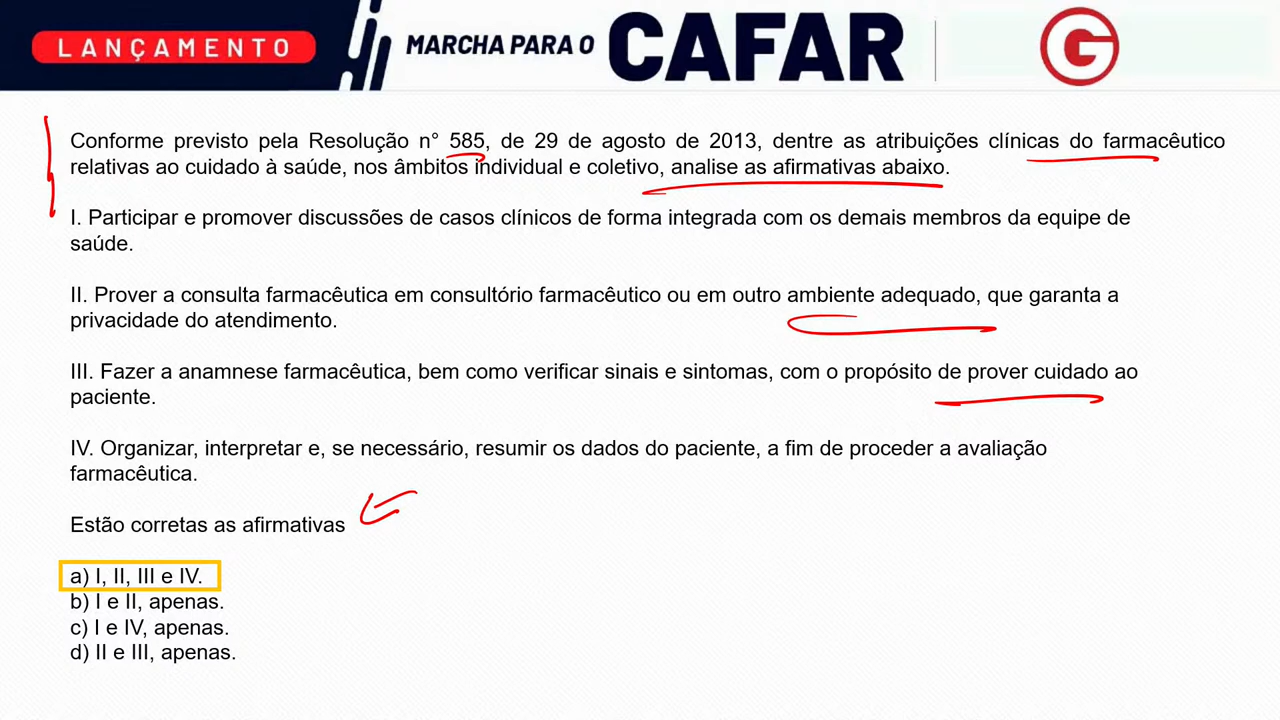 LANÇAMENTO
MARCHA PARA O CAFAR
G
Conforme previsto pela Resolução n° 585, de 29 de agosto de 2013, dentre as atribuições clínicas do farmacêutico
relativas ao cuidado à saúde, nos âmbitos individual e coletivo, analise as afirmativas abaixo.
I. Participar e promover discussões de casos clínicos de forma integrada com os demais membros da equipe de
saúde.
II. Prover a consulta farmacêutica em consultório farmacêutico ou em outro ambiente adequado, que garanta a
privacidade do atendimento.
III. Fazer a anamnese farmacêutica, bem como verificar sinais e sintomas, com o propósito de prover cuidado ao
paciente.
IV. Organizar, interpretar e, se necessário, resumir os dados do paciente, a fim de proceder a avaliação
farmacêutica.
Estão corretas as afirmativas
a) I, II, III e IV.
b) I e II, apenas.
c) I e IV, apenas.
d) II e III, apenas.